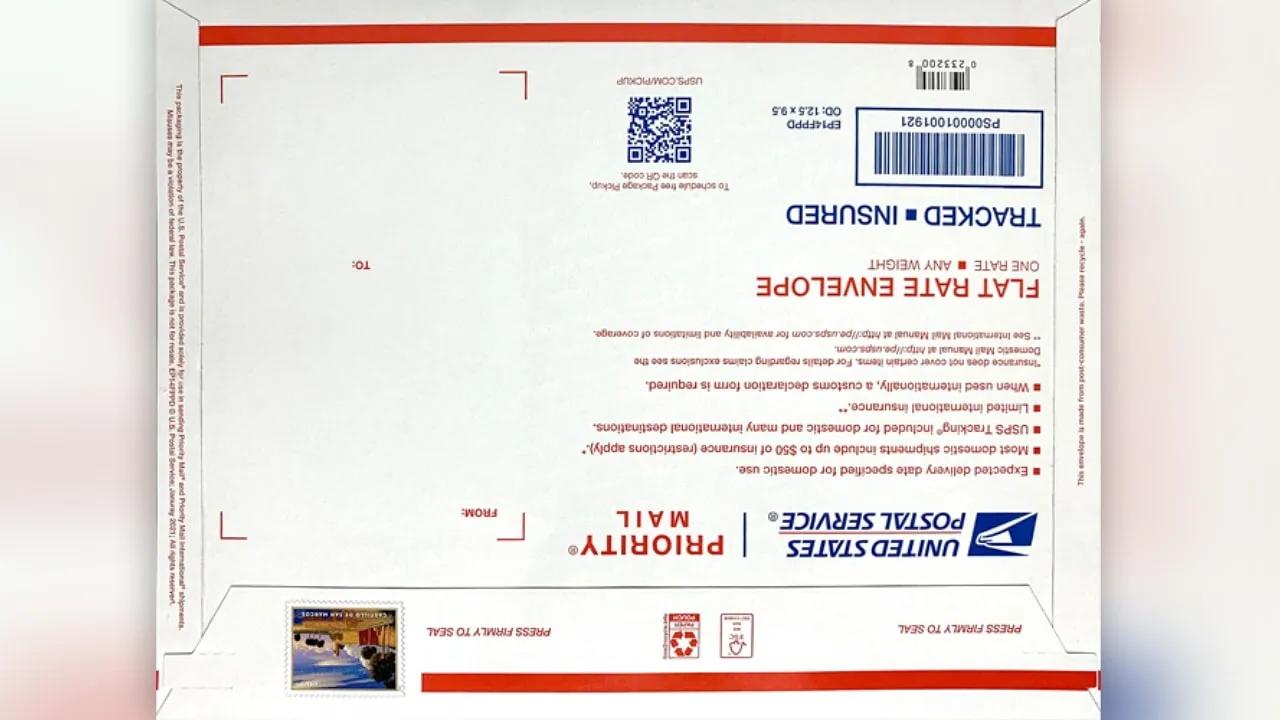 PRESS FIRMLY TO SEAL
PRESS FIRMLY TO SEAL
PAPER
POUCH
FSC
CASTILLO DE SAN MARCOS
UNITED STATES
POSTAL SERVICE®
PRIORITY®
MAIL
FROM:
■ Expected delivery date specified for domestic use.
■ Most domestic shipments include up to $50 of insurance (restrictions apply).*
■ USPS Tracking® included for domestic and many international destinations.
■ Limited international insurance.**
■ When used internationally, a customs declaration form is required.
*Insurance does not cover certain items. For details regarding claims exclusions see the
Domestic Mail Manual at http://pe.usps.com.
** See International Mail Manual at http://pe.usps.com for availability and limitations of coverage.
FLAT RATE ENVELOPE
ONE RATE ■ ANY WEIGHT
TO:
TRACKED ■ INSURED
To schedule free Package Pickup,
scan the QR code.
USPS.COM/PICKUP
PS00001001921
EP14FPPD
OD: 12.5 x 9.5
0 233200 8
This packaging is the property of the U.S. Postal Service® and is provided solely for use in sending Priority Mail® and Priority Mail International® shipments.
Misuses may be a violation of federal law. This package is not for resale. EP14FPPD © U.S. Postal Service; January 2021; All rights reserved.
This envelope is made from post-consumer waste. Please recycle - again.